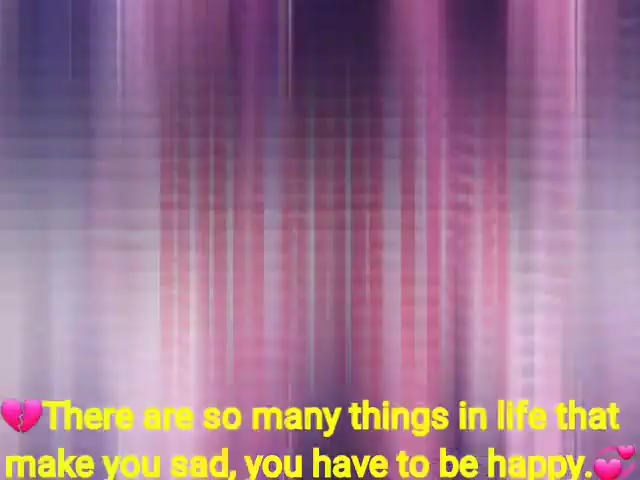 💔There are so many things in life that
make you sad, you have to be happy.💞